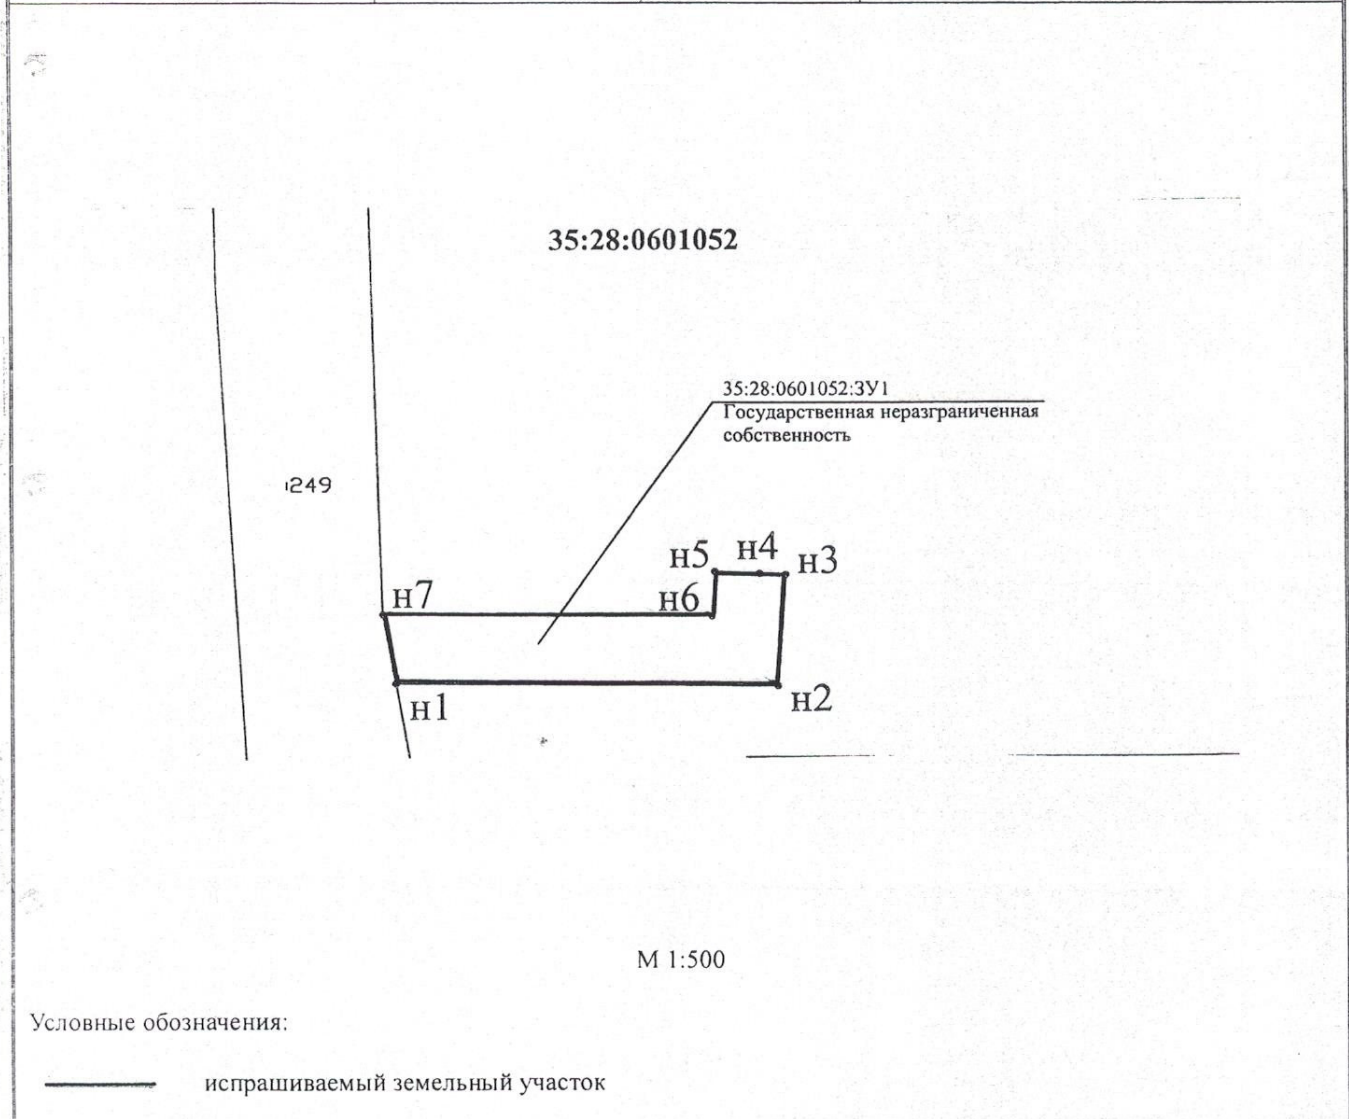 35:28:0601052
35:28:0601052:ЗУ1
Государственная неразграниченная
собственность
249
н5
н4
н3
н7
н6
н1
н2
М 1:500
Условные обозначения:
испрашиваемый земельный участок